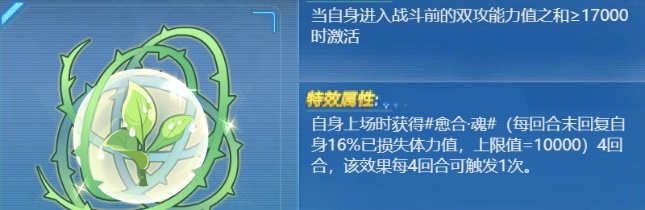 当自身进入战斗前的双攻能力值之和≥17000
时激活
特效属性:
自身上场时获得#愈合·魂#（每回合末回复自
身16%已损失体力值，上限值=10000）4回
合，该效果每4回合可触发1次。